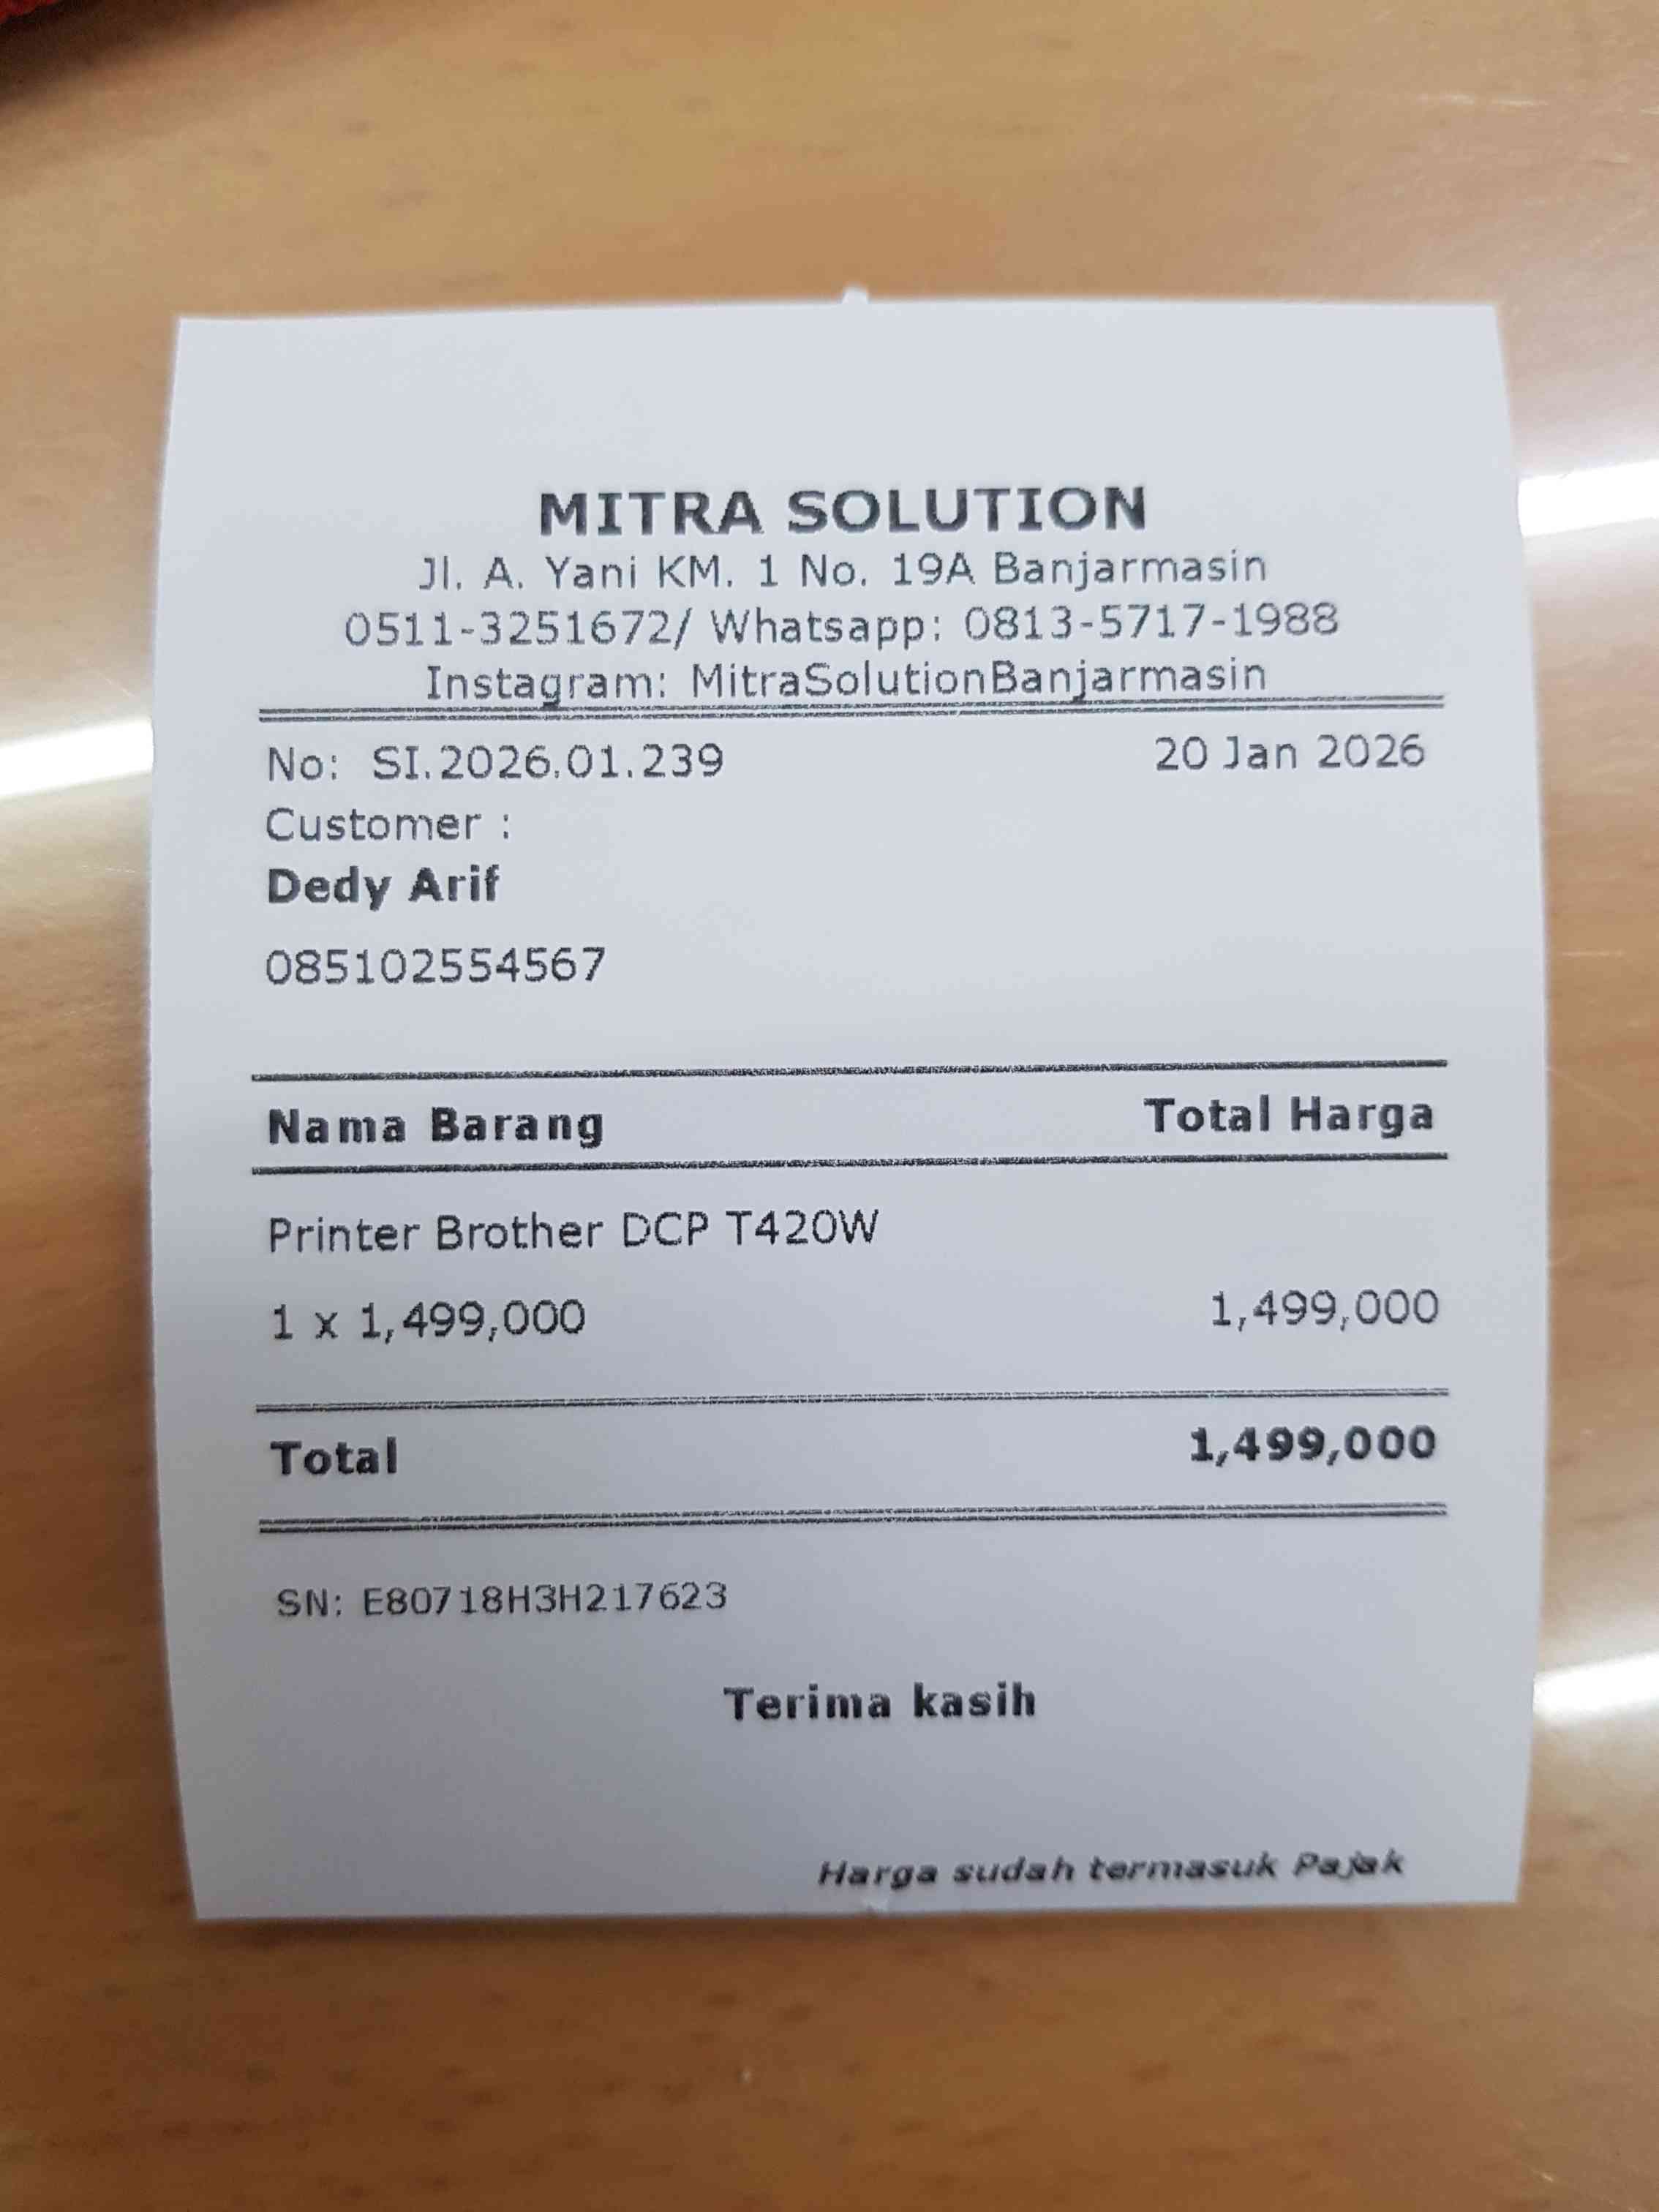 MITRA SOLUTION
Jl. A. Yani KM. 1 No. 19A Banjarmasin
0511-3251672/ Whatsapp: 0813-5717-1988
Instagram: MitraSolutionBanjarmasin
No: SI.2026.01.239 20 Jan 2026
Customer :
Dedy Arif
085102554567
Nama Barang Total Harga
Printer Brother DCP T420W
1 x 1,499,000 1,499,000
Total 1,499,000
SN: E80718H3H217623
Terima kasih
Harga sudah termasuk Pajak